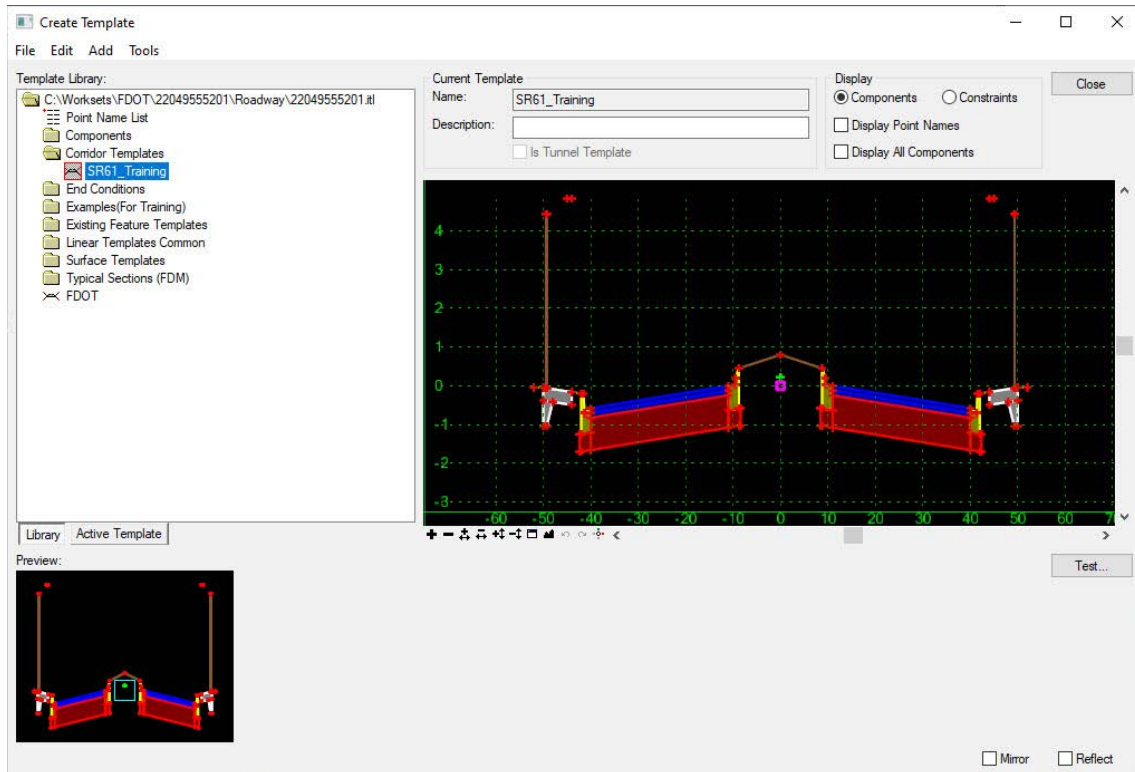 Create Template
File Edit Add Tools
Template Library:
C:\Worksets\FDOT\22049555201\Roadway\22049555201.itl
Point Name List
Components
Corridor Templates
SR61_Training
End Conditions
Examples(For Training)
Existing Feature Templates
Linear Templates Common
Surface Templates
Typical Sections (FDM)
FDOT
Library Active Template
Current Template
Name: SR61_Training
Description:
Is Tunnel Template
Display
Components Constraints
Display Point Names
Display All Components
Close
4
3
2
1
0
-1
-2
-3
-60 -50 -40 -30 -20 -10 0 10 20 30 40 50 60
Test...
Preview:
Mirror Reflect